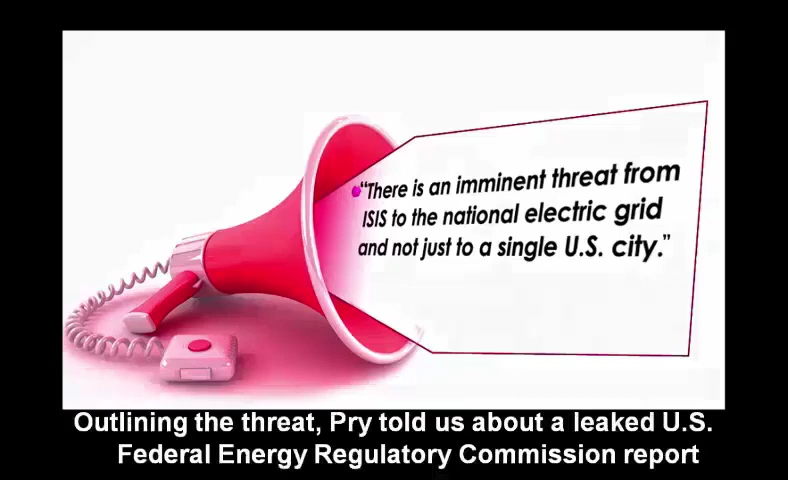 “There is an imminent threat from
ISIS to the national electric grid
and not just to a single U.S. city.”
Outlining the threat, Pry told us about a leaked U.S.
Federal Energy Regulatory Commission report